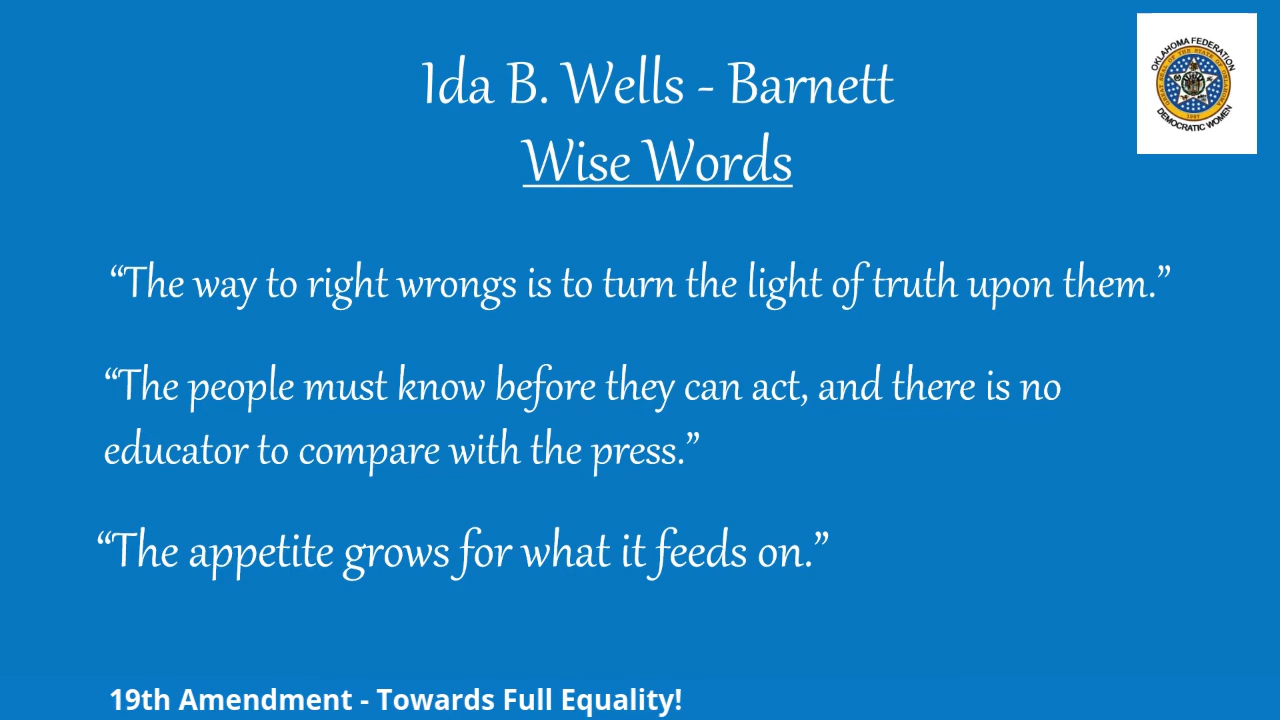 Ida B. Wells - Barnett
Wise Words
OKLAHOMA FEDERATION
DEMOCRATIC WOMEN
“The way to right wrongs is to turn the light of truth upon them.”
“The people must know before they can act, and there is no
educator to compare with the press.”
“The appetite grows for what it feeds on.”
19th Amendment - Towards Full Equality!